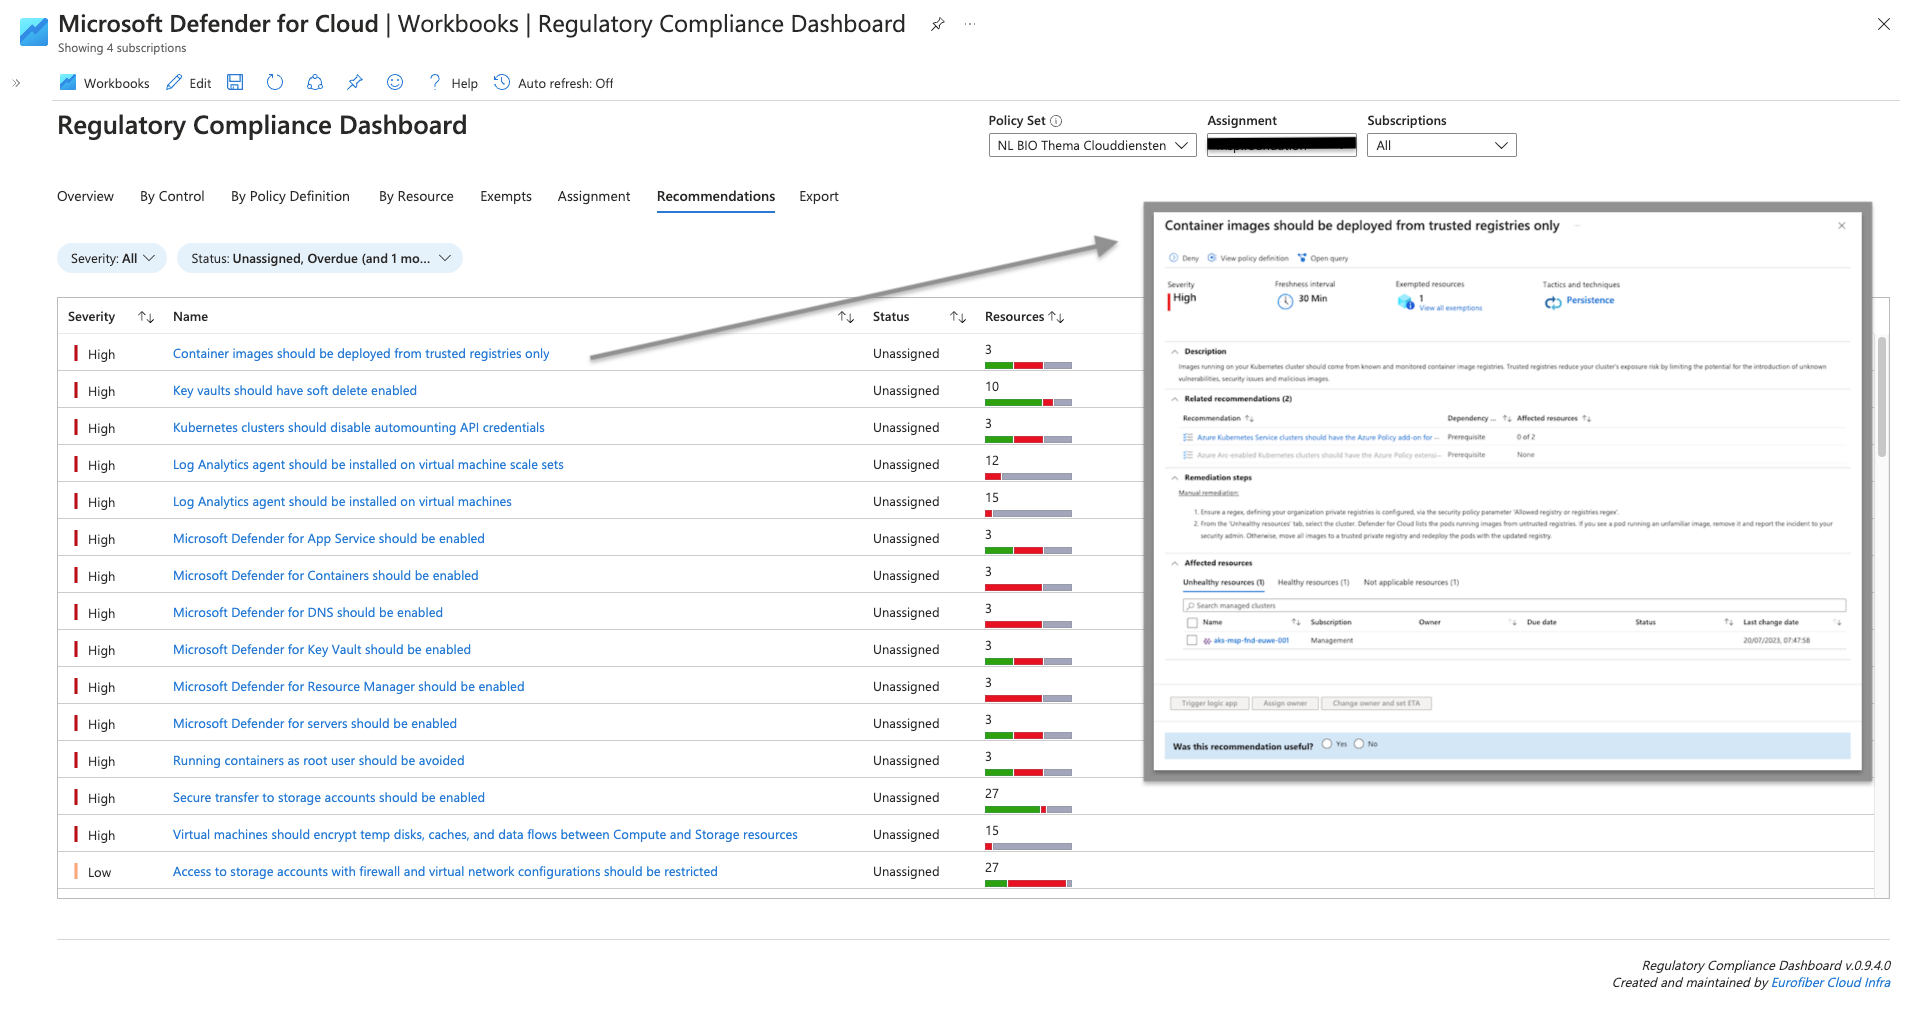 Microsoft Defender for Cloud | Workbooks | Regulatory Compliance Dashboard
Showing 4 subscriptions
Workbooks Edit Help Auto refresh: Off
Regulatory Compliance Dashboard
Policy Set Assignment Subscriptions
NL BIO Thema Clouddiensten All
Overview By Control By Policy Definition By Resource Exempts Assignment Recommendations Export
Severity: All Status: Unassigned, Overdue (and 1 mo...
Severity Name Status Resources
High Container images should be deployed from trusted registries only Unassigned 3
High Key vaults should have soft delete enabled Unassigned 10
High Kubernetes clusters should disable automounting API credentials Unassigned 3
High Log Analytics agent should be installed on virtual machine scale sets Unassigned 12
High Log Analytics agent should be installed on virtual machines Unassigned 15
High Microsoft Defender for App Service should be enabled Unassigned 3
High Microsoft Defender for Containers should be enabled Unassigned 3
High Microsoft Defender for DNS should be enabled Unassigned 3
High Microsoft Defender for Key Vault should be enabled Unassigned 3
High Microsoft Defender for Resource Manager should be enabled Unassigned 3
High Microsoft Defender for servers should be enabled Unassigned 3
High Running containers as root user should be avoided Unassigned 3
High Secure transfer to storage accounts should be enabled Unassigned 27
High Virtual machines should encrypt temp disks, caches, and data flows between Compute and Storage resources Unassigned 15
Low Access to storage accounts with firewall and virtual network configurations should be restricted Unassigned 27
Container images should be deployed from trusted registries only
Deny View policy definition Open query
Severity Freshness interval Exempted resources Tactics and techniques
High 30 Min 1 Persistence
View all exemptions
Description
Images running on your Kubernetes cluster should come from known and monitored container image registries. Trusted registries reduce your cluster's exposure risk by limiting the potential for the introduction of unknown
vulnerabilities, security issues and malicious images.
Related recommendations (2)
Recommendation Dependency ... Affected resources
Azure Kubernetes Service clusters should have the Azure Policy add-on for ... Prerequisite 0 of 2
Azure Arc-enabled Kubernetes clusters should have the Azure Policy extensi... Prerequisite None
Remediation steps
Manual remediation:
1. Ensure a regex, defining your organization private registries is configured, via the security policy parameter 'Allowed registry or registries regex'.
2. From the 'Unhealthy resources' tab, select the cluster. Defender for Cloud lists the pods running images from untrusted registries. If you see a pod running an unfamiliar image, remove it and report the incident to your
security admin. Otherwise, move all images to a trusted private registry and redeploy the pods with the updated registry.
Affected resources
Unhealthy resources (1) Healthy resources (1) Not applicable resources (1)
Search managed clusters
Name Subscription Owner Due date Status Last change date
aks-msp-fnd-euwe-001 Management 20/07/2023, 07:47:58
Trigger logic app Assign owner Change owner and set ETA
Was this recommendation useful? Yes No
Regulatory Compliance Dashboard v.0.9.4.0
Created and maintained by Eurofiber Cloud Infra